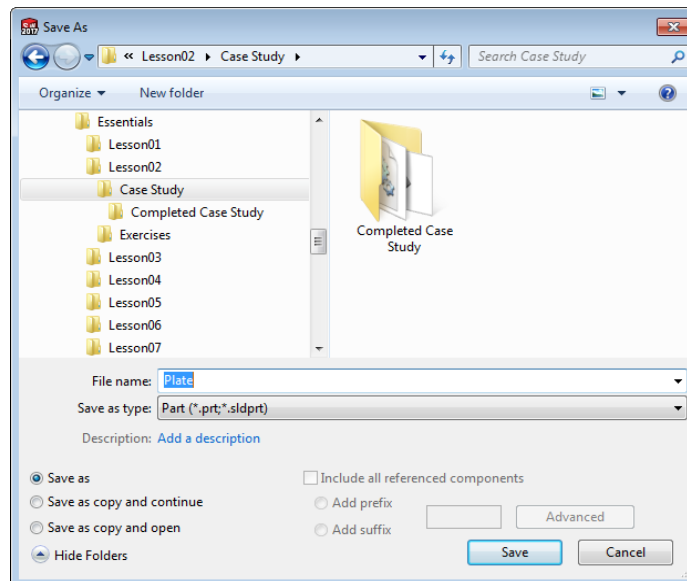 Save As
« Lesson02 ▸ Case Study ▸
Search Case Study
Organize
New folder
Essentials
Lesson01
Lesson02
Case Study
Completed Case Study
Exercises
Lesson03
Lesson04
Lesson05
Lesson06
Lesson07
Completed Case
Study
File name: Plate
Save as type: Part (*.prt;*.sldprt)
Description: Add a description
Save as
Save as copy and continue
Save as copy and open
Include all referenced components
Add prefix
Add suffix
Advanced
Hide Folders
Save
Cancel